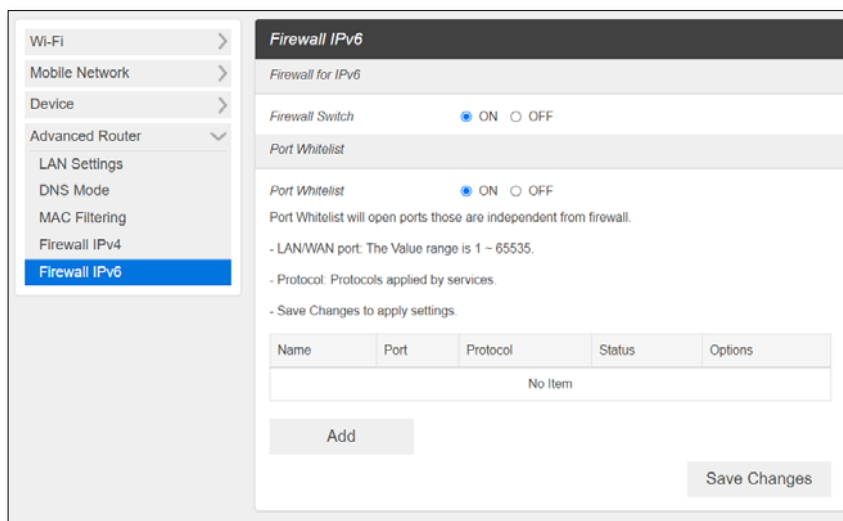 Wi-Fi
Mobile Network
Device
Advanced Router
LAN Settings
DNS Mode
MAC Filtering
Firewall IPv4
Firewall IPv6
Firewall IPv6
Firewall for IPv6
Firewall Switch ON OFF
Port Whitelist
Port Whitelist ON OFF
Port Whitelist will open ports those are independent from firewall.
- LAN/WAN port: The Value range is 1 ~ 65535.
- Protocol: Protocols applied by services.
- Save Changes to apply settings.
Name Port Protocol Status Options
No Item
Add
Save Changes